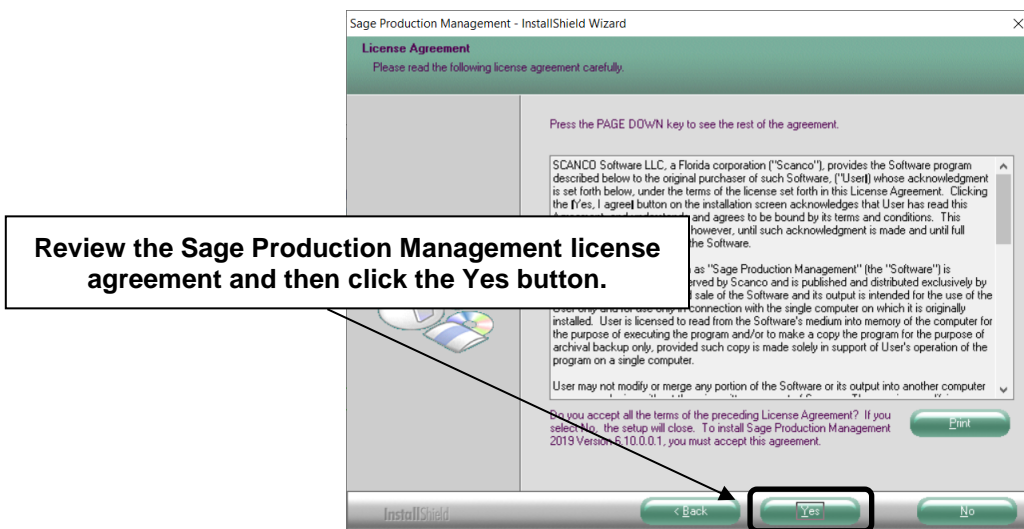 Sage Production Management - InstallShield Wizard
License Agreement
Please read the following license agreement carefully.
Press the PAGE DOWN key to see the rest of the agreement.
SCANCO Software LLC, a Florida corporation ("Scanco"), provides the Software program
described below to the original purchaser of such Software, ("User|) whose acknowledgment
is set forth below, under the terms of the license set forth in this License Agreement. Clicking
the |Yes, I agree| button on the installation screen acknowledges that User has read this
and agrees to be bound by its terms and conditions. This
however, until such acknowledgment is made and until full
the Software.
Review the Sage Production Management license
agreement and then click the Yes button.
as "Sage Production Management" (the "Software") is
erved by Scanco and is published and distributed exclusively by
sale of the Software and its output is intended for the use of the
User only and for use only in connection with the single computer on which it is originally
installed. User is licensed to read from the Software's medium into memory of the computer for
the purpose of executing the program and/or to make a copy the program for the purpose of
archival backup only, provided such copy is made solely in support of User's operation of the
program on a single computer.
User may not modify or merge any portion of the Software or its output into another computer
Do you accept all the terms of the preceding License Agreement? If you
select No, the setup will close. To install Sage Production Management
2019 Version 6.10.0.0.1, you must accept this agreement.
Print
InstallShield
< Back
Yes
No